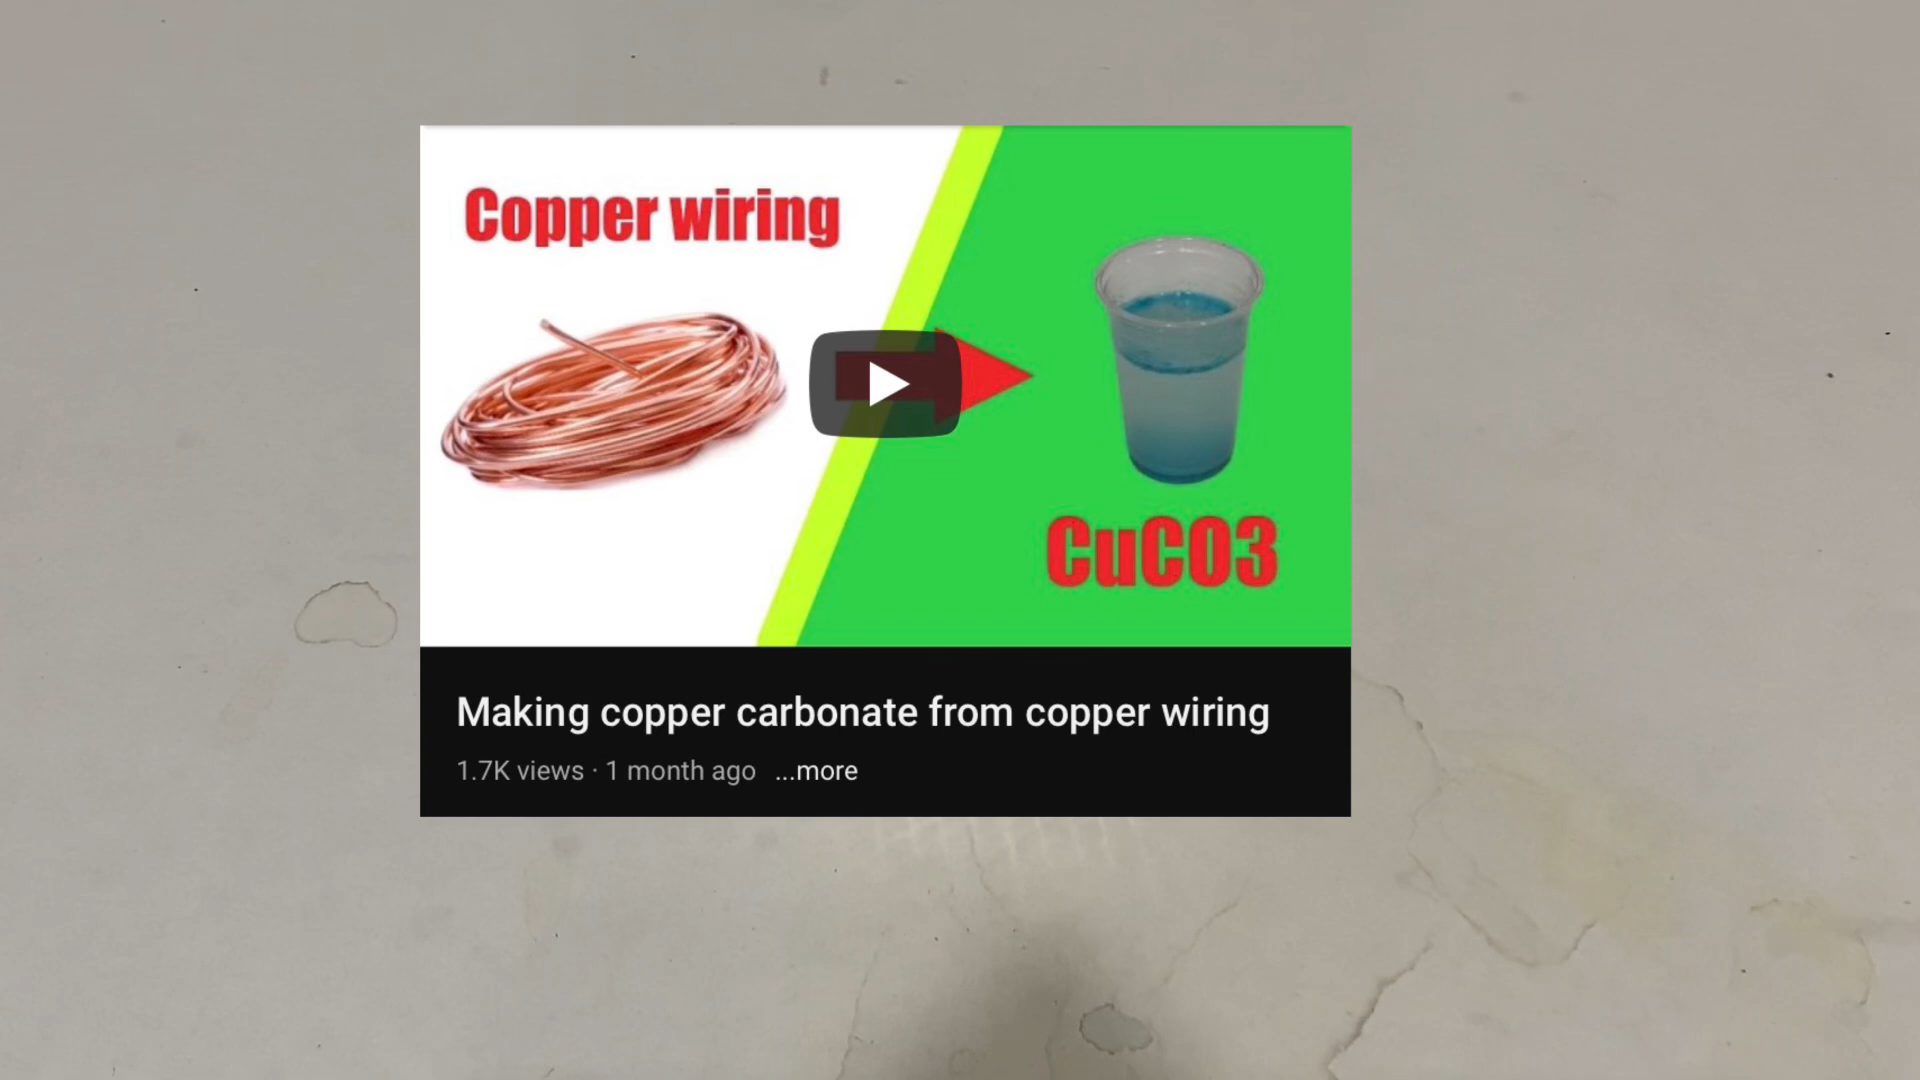 Copper wiring
CuCO3
Making copper carbonate from copper wiring
1.7K views · 1 month ago ...more